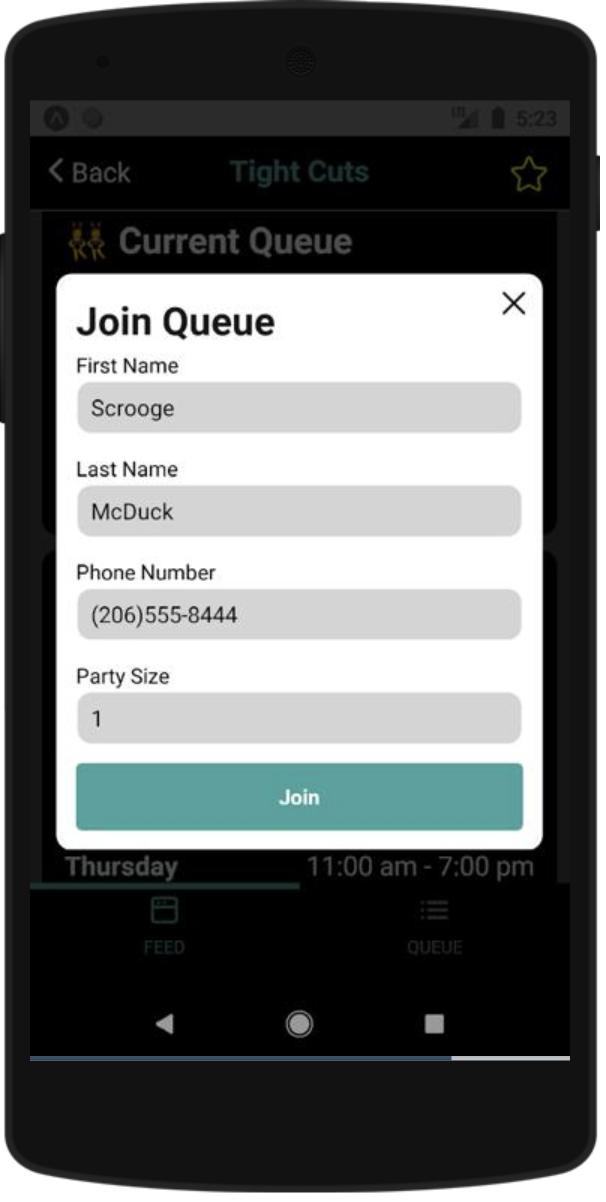 LTE 5:23
Back Tight Cuts
Current Queue
Join Queue
First Name
Scrooge
Last Name
McDuck
Phone Number
(206)555-8444
Party Size
1
Join
Thursday 11:00 am - 7:00 pm
FEED QUEUE